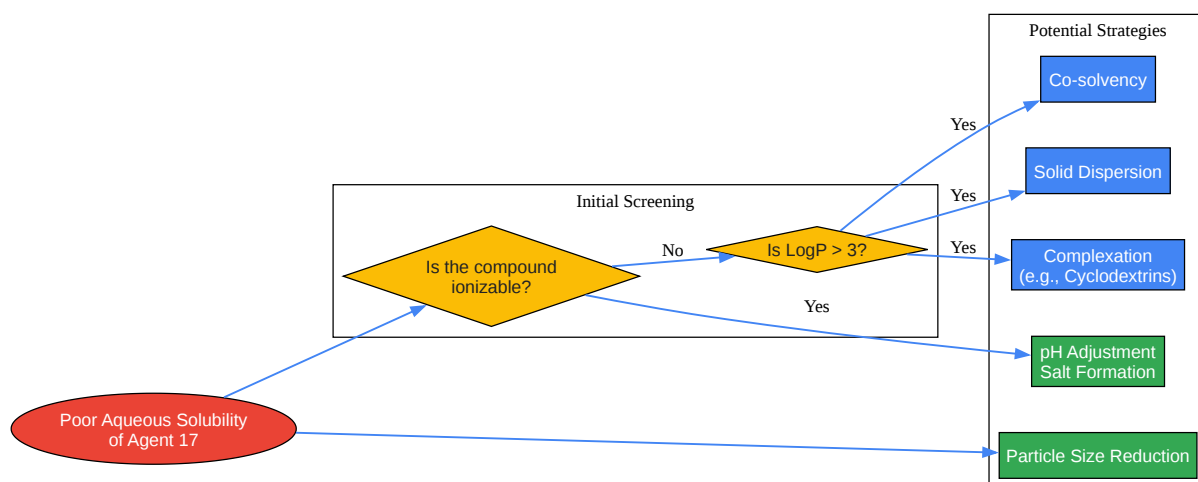 Potential Strategies
Co-solvency
Yes
Solid Dispersion
Yes
Initial Screening
Is the compound
ionizable?
No
Is LogP > 3?
Yes
Complexation
(e.g., Cyclodextrins)
Yes
pH Adjustment
Salt Formation
Poor Aqueous Solubility
of Agent 17
Particle Size Reduction